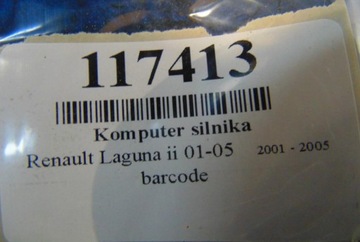 117413
Komputer silnika
Renault Laguna ii 01-05 2001 - 2005
barcode